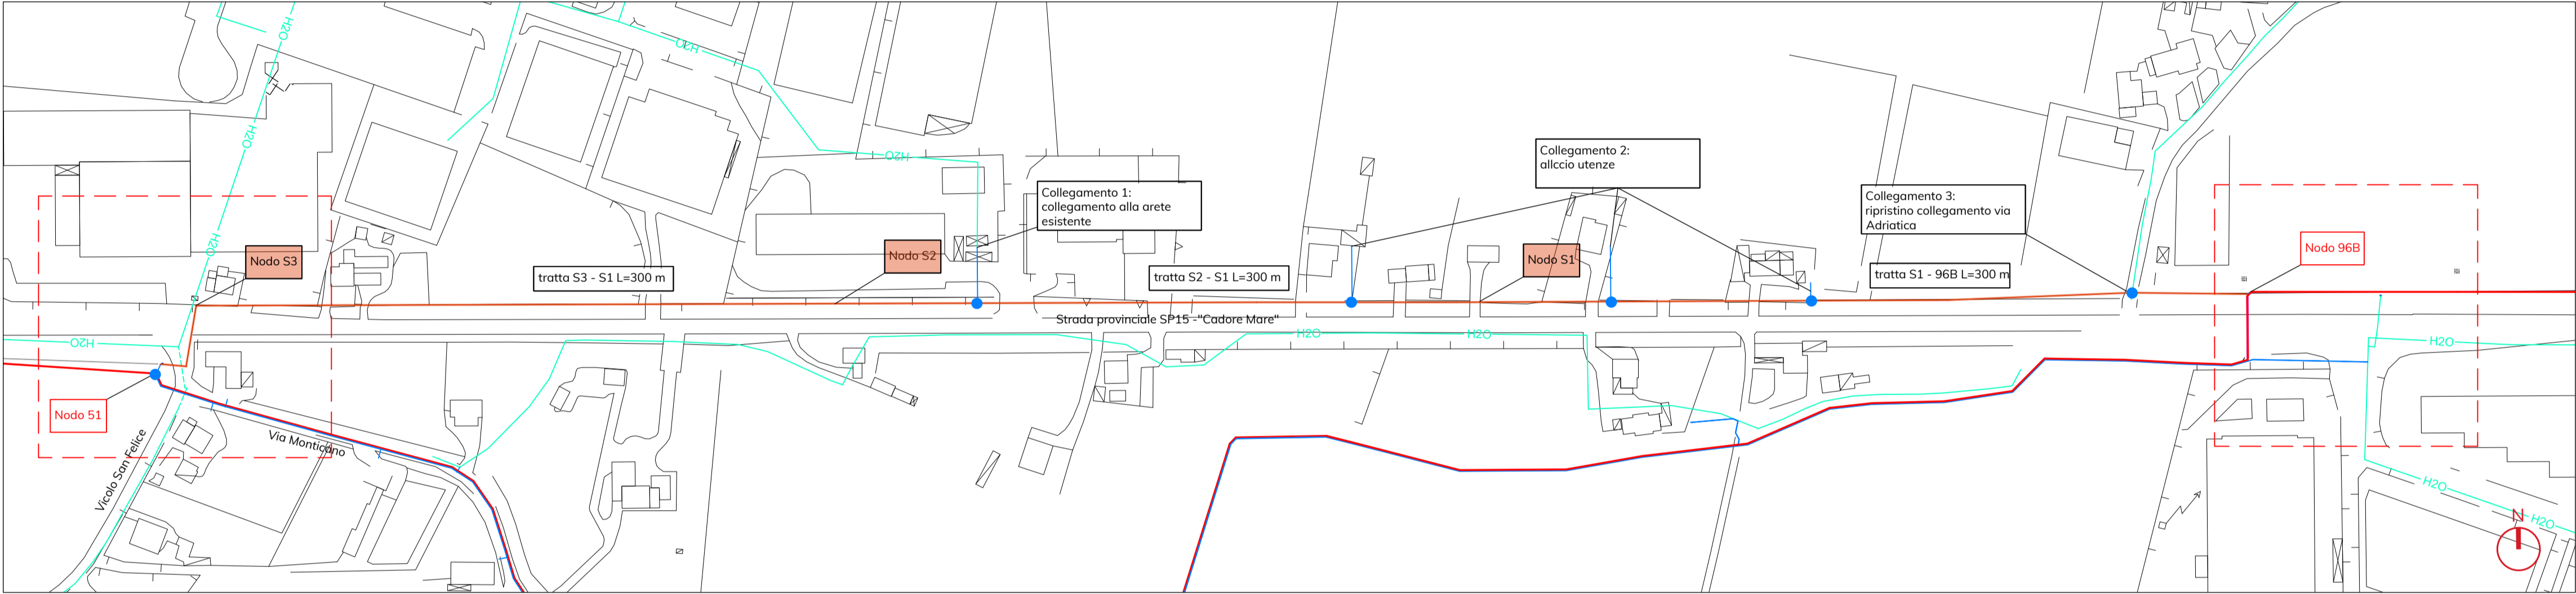 H2O
H2O
H2O
H2O
H2O
Collegamento 2:
allccio utenze
Collegamento 1:
collegamento alla arete
esistente
Collegamento 3:
ripristino collegamento via
Adriatica
Nodo S3
Nodo S2
Nodo S1
Nodo 96B
tratta S3 - S1 L=300 m
tratta S2 - S1 L=300 m
tratta S1 - 96B L=300 m
Strada provinciale SP15 -"Cadore Mare"
H2O
H2O
H2O
H2O
Nodo 51
Via Monticano
Vicolo San Felice
H2O
H2O
N